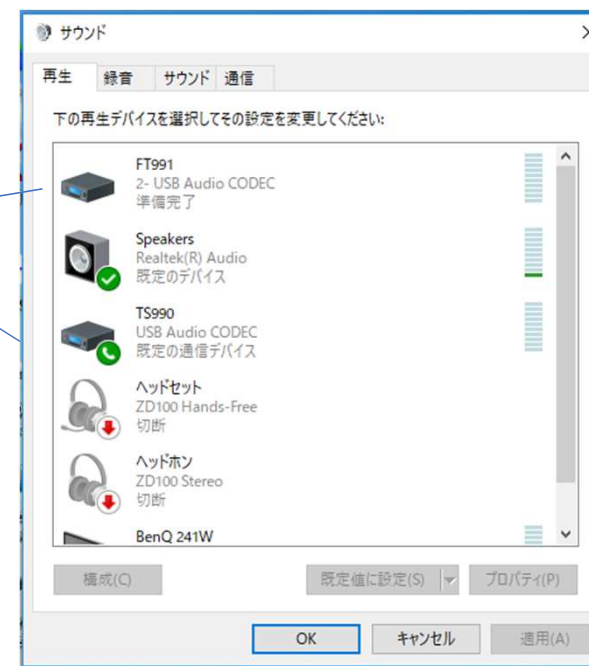 サウンド
再生 録音 サウンド 通信
下の再生デバイスを選択してその設定を変更してください:
FT991
2- USB Audio CODEC
準備完了
Speakers
Realtek(R) Audio
既定のデバイス
TS990
USB Audio CODEC
既定の通信デバイス
ヘッドセット
ZD100 Hands-Free
切断
ヘッドホン
ZD100 Stereo
切断
BenQ 241W
構成(C) 既定値に設定(S) プロパティ(P)
OK キャンセル 適用(A)